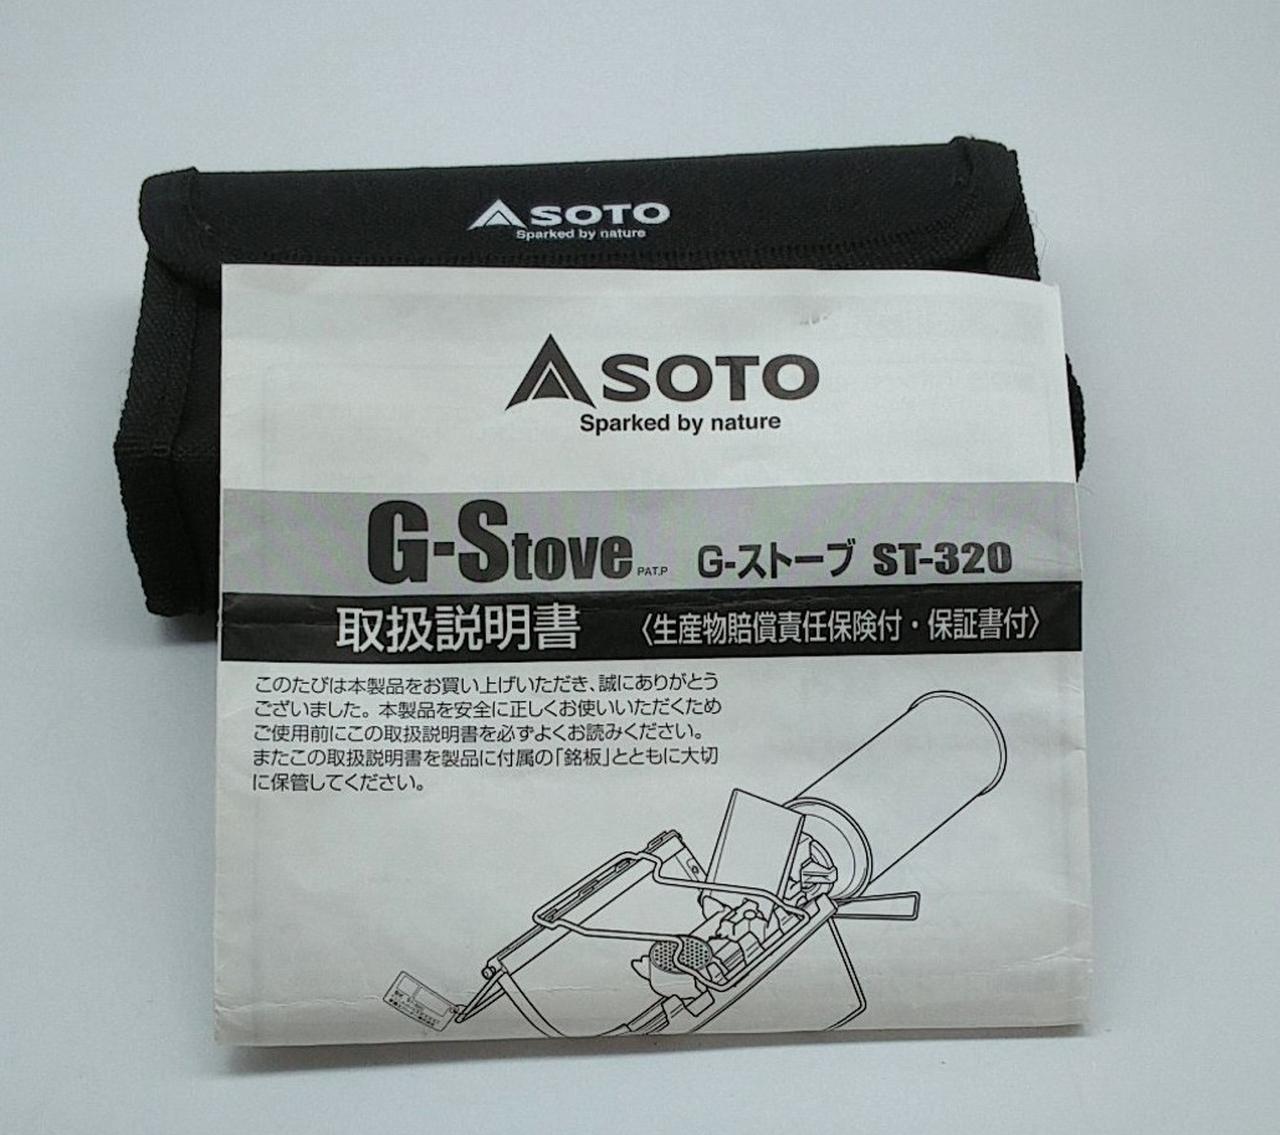 SOTO
Sparked by nature
SOTO
Sparked by nature
G-Stove PAT.P G-ストーブ ST-320
取扱説明書 〈生産物賠償責任保険付・保証書付〉
このたびは本製品をお買い上げいただき、誠にありがとう
ございました。本製品を安全に正しくお使いいただくため
ご使用前にこの取扱説明書を必ずよくお読みください。
またこの取扱説明書を製品に付属の「銘板」とともに大切
に保管してください。